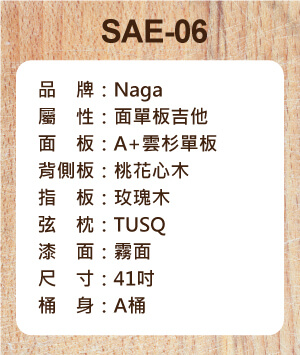 SAE-06
品　牌：Naga
屬　性：面單板吉他
面　板：A+雲杉單板
背側板：桃花心木
指　板：玫瑰木
弦　枕：TUSQ
漆　面：霧面
尺　寸：41吋
桶　身：A桶